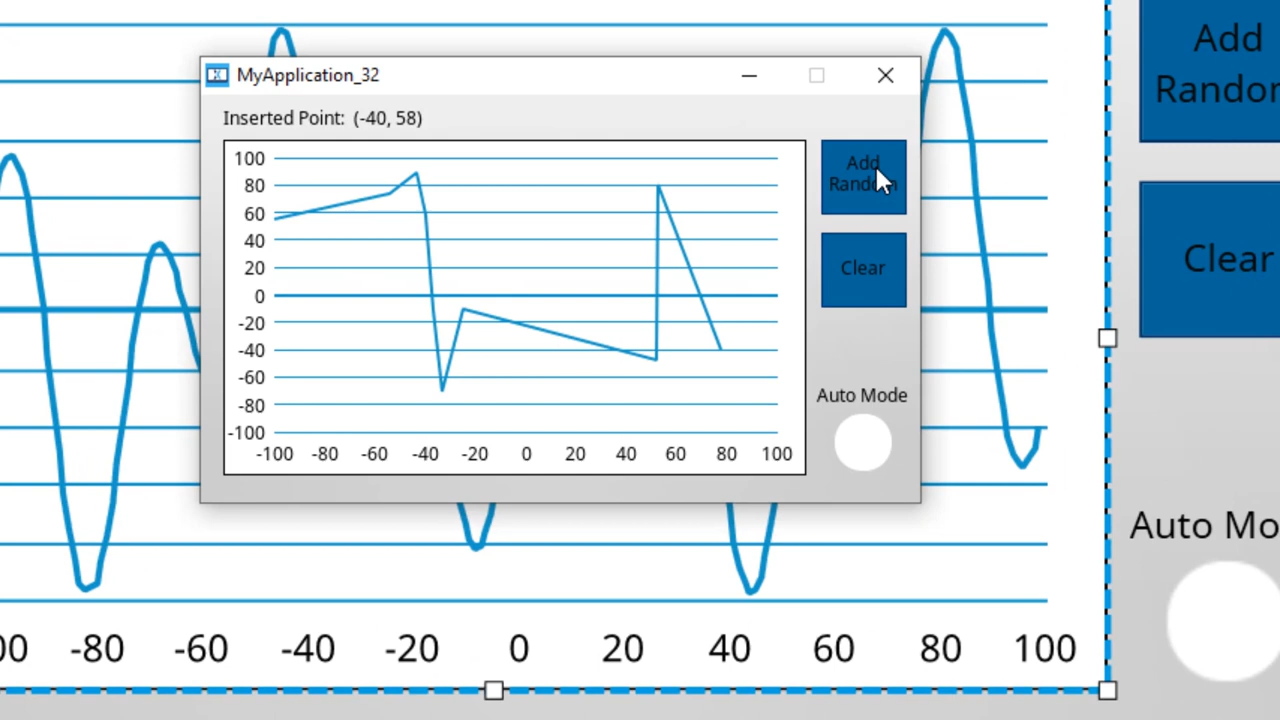 MyApplication_32
Inserted Point: (-40, 58)
100
80
60
40
20
0
-20
-40
-60
-80
-100
-100 -80 -60 -40 -20 0 20 40 60 80 100
Add
Random
Clear
Auto Mode
Add
Random
Clear
Auto Mo
00 -80 -60 -40 -20 0 20 40 60 80 100